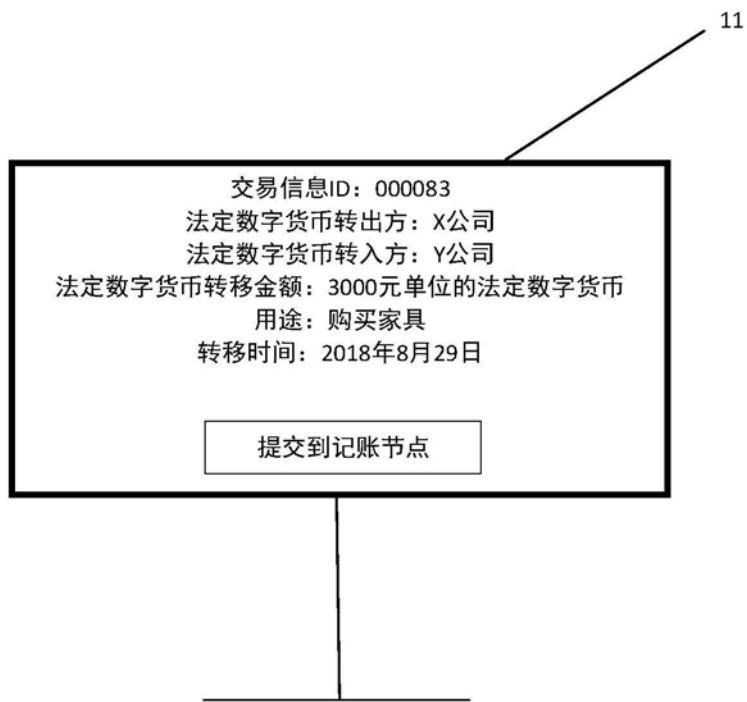 11
交易信息ID：000083
法定数字货币转出方：X公司
法定数字货币转入方：Y公司
法定数字货币转移金额：3000元单位的法定数字货币
用途：购买家具
转移时间：2018年8月29日
提交到记账节点